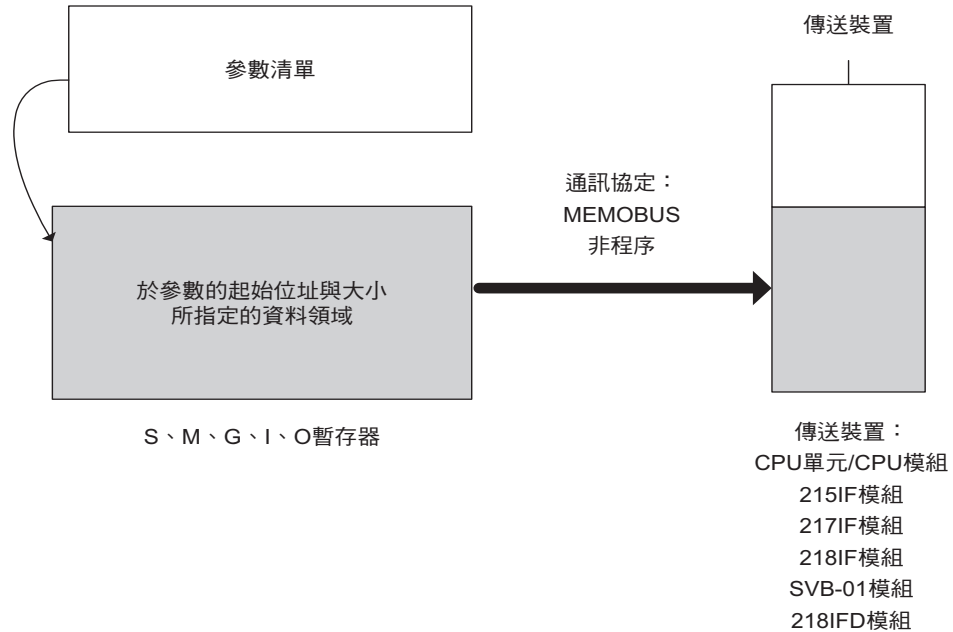 參數清單
傳送裝置
通訊協定：
MEMOBUS
非程序
於參數的起始位址與大小
所指定的資料領域
S、M、G、I、O暫存器
傳送裝置：
CPU單元/CPU模組
215IF模組
217IF模組
218IF模組
SVB-01模組
218IFD模組